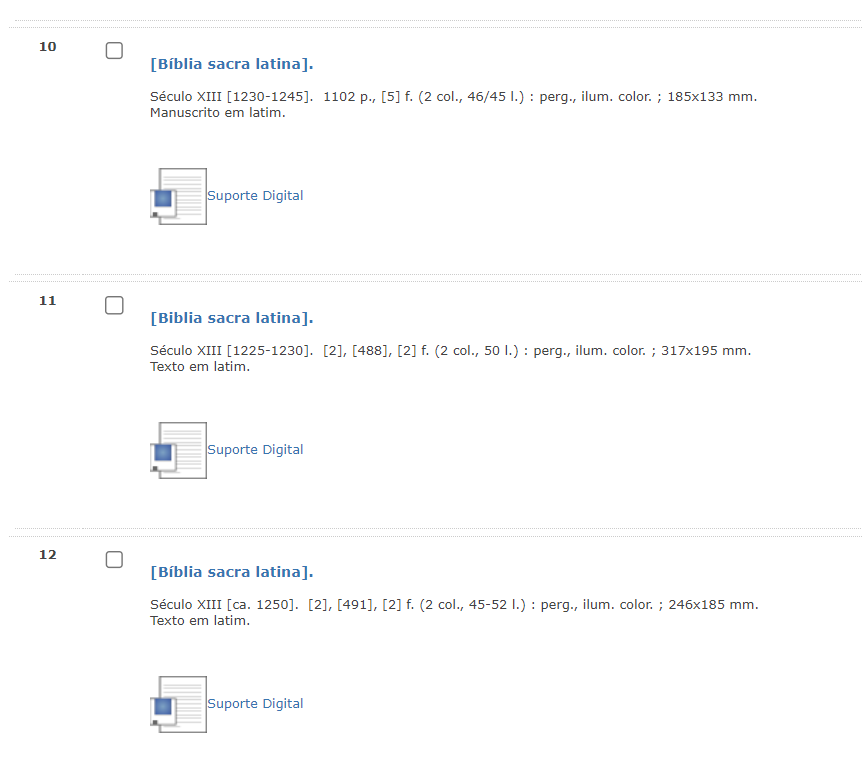 10
[Bíblia sacra latina].
Século XIII [1230-1245].  1102 p., [5] f. (2 col., 46/45 l.) : perg., ilum. color. ; 185x133 mm.
Manuscrito em latim.
Suporte Digital
11
[Biblia sacra latina].
Século XIII [1225-1230].  [2], [488], [2] f. (2 col., 50 l.) : perg., ilum. color. ; 317x195 mm.
Texto em latim.
Suporte Digital
12
[Bíblia sacra latina].
Século XIII [ca. 1250].  [2], [491], [2] f. (2 col., 45-52 l.) : perg., ilum. color. ; 246x185 mm.
Texto em latim.
Suporte Digital